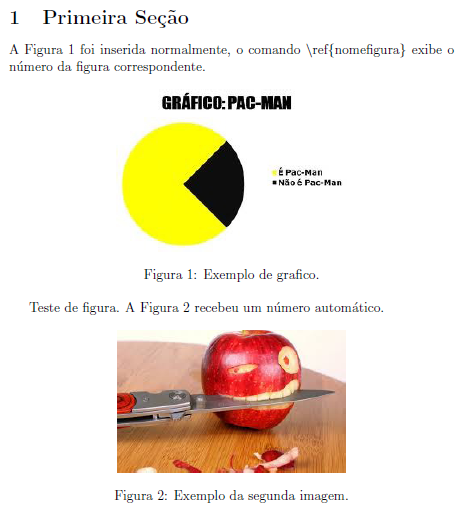 1 Primeira Seção
A Figura 1 foi inserida normalmente, o comando \ref{nomefigura} exibe o
número da figura correspondente.
GRÁFICO: PAC-MAN
É Pac-Man
Não é Pac-Man
Figura 1: Exemplo de grafico.
Teste de figura. A Figura 2 recebeu um número automático.
Figura 2: Exemplo da segunda imagem.